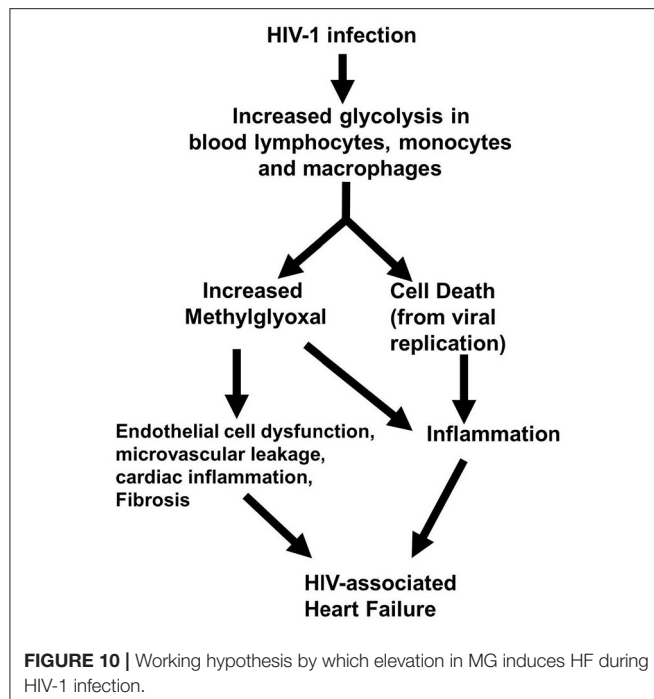 HIV-1 infection
Increased glycolysis in
blood lymphocytes, monocytes
and macrophages
Increased
Methylglyoxal
Cell Death
(from viral
replication)
Endothelial cell dysfunction,
microvascular leakage,
cardiac inflammation,
Fibrosis
Inflammation
HIV-associated
Heart Failure
FIGURE 10 | Working hypothesis by which elevation in MG induces HF during
HIV-1 infection.